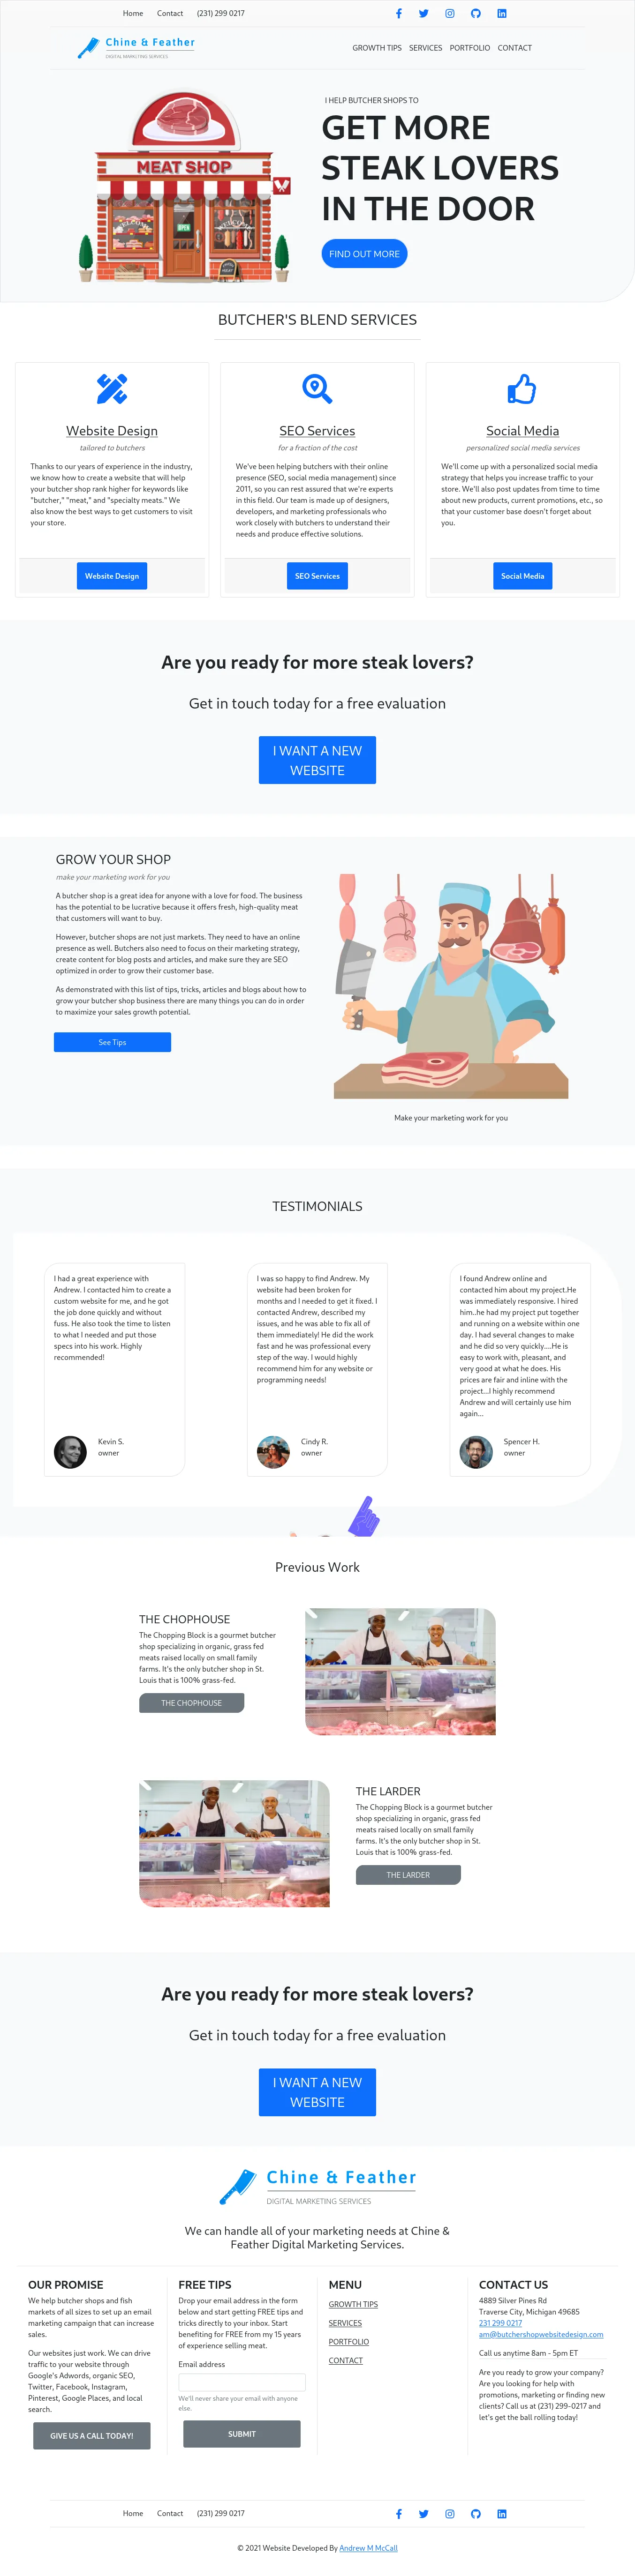 Home Contact (231) 299 0217
Chine & Feather
DIGITAL MARKETING SERVICES
GROWTH TIPS SERVICES PORTFOLIO CONTACT
I HELP BUTCHER SHOPS TO
GET MORE
STEAK LOVERS
IN THE DOOR
FIND OUT MORE
MEAT SHOP
OPEN
BUTCHER'S BLEND SERVICES
Website Design
tailored to butchers
Thanks to our years of experience in the industry,
we know how to create a website that will help
your butcher shop rank higher for keywords like
"butcher," "meat," and "specialty meats." We
also know the best ways to get customers to visit
your store.
Website Design
SEO Services
for a fraction of the cost
We've been helping butchers with their online
presence (SEO, social management) since
2011, so you can rest assured that we're experts
in this field. Our team is made up of designers,
developers, and marketing professionals who
work closely with butchers to understand their
needs and produce effective solutions.
SEO Services
Social Media
personalized social media services
We'll come up with a personalized social media
strategy that helps you increase traffic to your
store. We'll also post updates from time to time
about new products, current promotions, etc., so
that your customer base doesn't forget about
you.
Social Media
Are you ready for more steak lovers?
Get in touch today for a free evaluation
I WANT A NEW
WEBSITE
GROW YOUR SHOP
make your marketing work for you
A butcher shop is a great idea for anyone with a love for food. The business
has the potential to be lucrative because it offers fresh, high-quality meat
that customers will want to buy.
However, butcher shops are not just markets. They need to have an online
presence as well. Butchers also need to focus on their marketing strategy,
create content for blog posts and articles, and make sure they are SEO
optimized in order to grow their customer base.
As demonstrated with this list of tips, tricks, articles and blogs about how to
grow your butcher shop business there are many things you can do in order
to maximize your sales growth potential.
See Tips
Make your marketing work for you
TESTIMONIALS
I had a great experience with
Andrew. I contacted him to create a
custom website for me, and he got
the job done quickly and without
fuss. He also took the time to listen
to what I needed and put those
specs into his work. Highly
recommended!
Kevin S.
owner
I was so happy to find Andrew. My
website had been broken for
months and I needed to get it fixed. I
contacted Andrew, described my
issues, and he was able to fix all of
them immediately! He did the work
fast and he was professional every
step of the way. I would highly
recommend him for any website or
programming needs!
Cindy R.
owner
I found Andrew online and
contacted him about my project.He
was immediately responsive. I hired
him..he had my project put together
and running on a website within one
day. I had several changes to make
and he did so very quickly....He is
easy to work with, pleasant, and
very good at what he does. His
prices are fair and inline with the
project...I highly recommend
Andrew and will certainly use him
again...
Spencer H.
owner
Previous Work
THE CHOPHOUSE
The Chopping Block is a gourmet butcher
shop specializing in organic, grass fed
meats raised locally on small family
farms. It's the only butcher shop in St.
Louis that is 100% grass-fed.
THE CHOPHOUSE
THE LARDER
The Chopping Block is a gourmet butcher
shop specializing in organic, grass fed
meats raised locally on small family
farms. It's the only butcher shop in St.
Louis that is 100% grass-fed.
THE LARDER
Are you ready for more steak lovers?
Get in touch today for a free evaluation
I WANT A NEW
WEBSITE
Chine & Feather
DIGITAL MARKETING SERVICES
We can handle all of your marketing needs at Chine &
Feather Digital Marketing Services.
OUR PROMISE
We help butcher shops and fish
markets of all sizes to set up an email
marketing campaign that can increase
sales.
Our websites just work. We can drive
traffic to your website through
Google's Adwords, organic SEO,
Twitter, Facebook, Instagram,
Pinterest, Google Places, and local
search.
GIVE US A CALL TODAY!
FREE TIPS
Drop your email address in the form
below and start getting FREE tips and
tricks directly to your inbox. Start
benefiting for FREE from my 15 years
of experience selling meat.
Email address
We'll never share your email with anyone
else.
SUBMIT
MENU
GROWTH TIPS
SERVICES
PORTFOLIO
CONTACT
CONTACT US
4889 Silver Pines Rd
Traverse City, Michigan 49685
231 299 0217
am@butchershopwebsitedesign.com
Call us anytime 8am - 5pm ET
Are you ready to grow your company?
Are you looking for help with
promotions, marketing or finding new
clients? Call us at (231) 299-0217 and
let's get the ball rolling today!
Home Contact (231) 299 0217
© 2021 Website Developed By Andrew M McCall